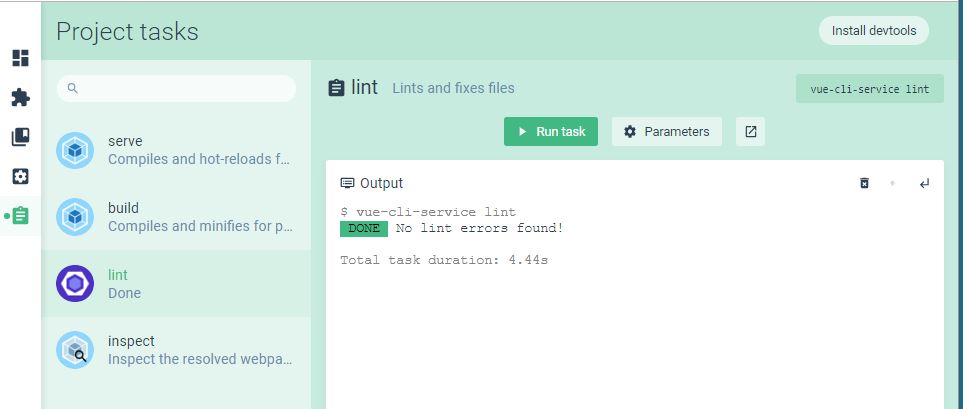 Project tasks
Install devtools
serve
Compiles and hot-reloads f...
build
Compiles and minifies for p...
lint
Done
inspect
Inspect the resolved webpa...
lint Lints and fixes files
vue-cli-service lint
Run task
Parameters
Output
$ vue-cli-service lint
DONE No lint errors found!
Total task duration: 4.44s